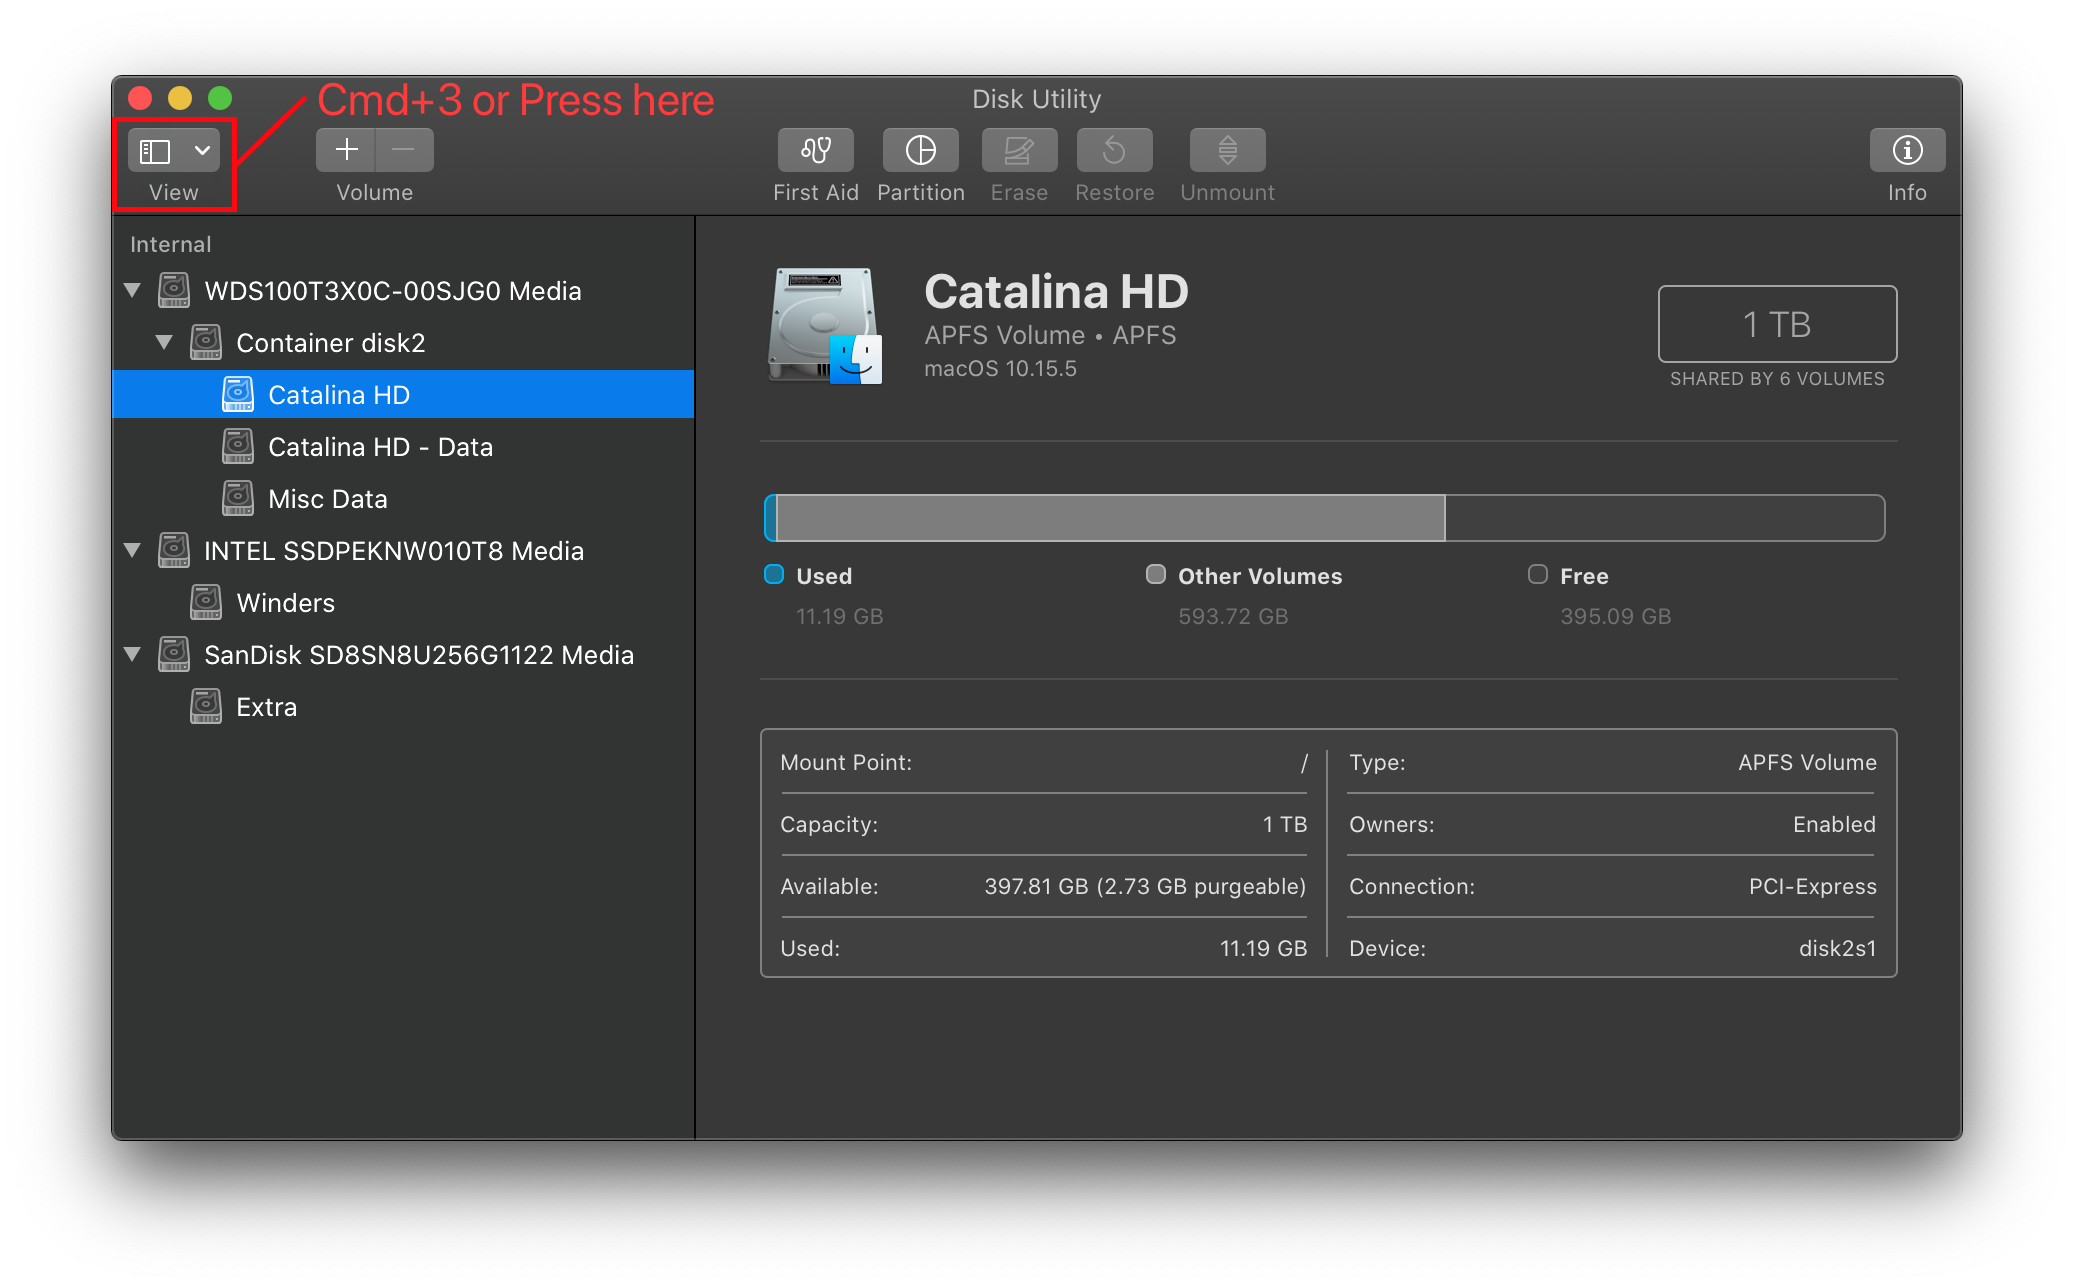 Cmd+3 or Press here
Disk Utility
View
Volume
First Aid
Partition
Erase
Restore
Unmount
Info
Internal
WDS100T3X0C-00SJG0 Media
Container disk2
Catalina HD
Catalina HD - Data
Misc Data
INTEL SSDPEKNW010T8 Media
Winders
SanDisk SD8SN8U256G1122 Media
Extra
Catalina HD
APFS Volume • APFS
macOS 10.15.5
1 TB
SHARED BY 6 VOLUMES
Used
11.19 GB
Other Volumes
593.72 GB
Free
395.09 GB
Mount Point: /
Capacity: 1 TB
Available: 397.81 GB (2.73 GB purgeable)
Used: 11.19 GB
Type: APFS Volume
Owners: Enabled
Connection: PCI-Express
Device: disk2s1